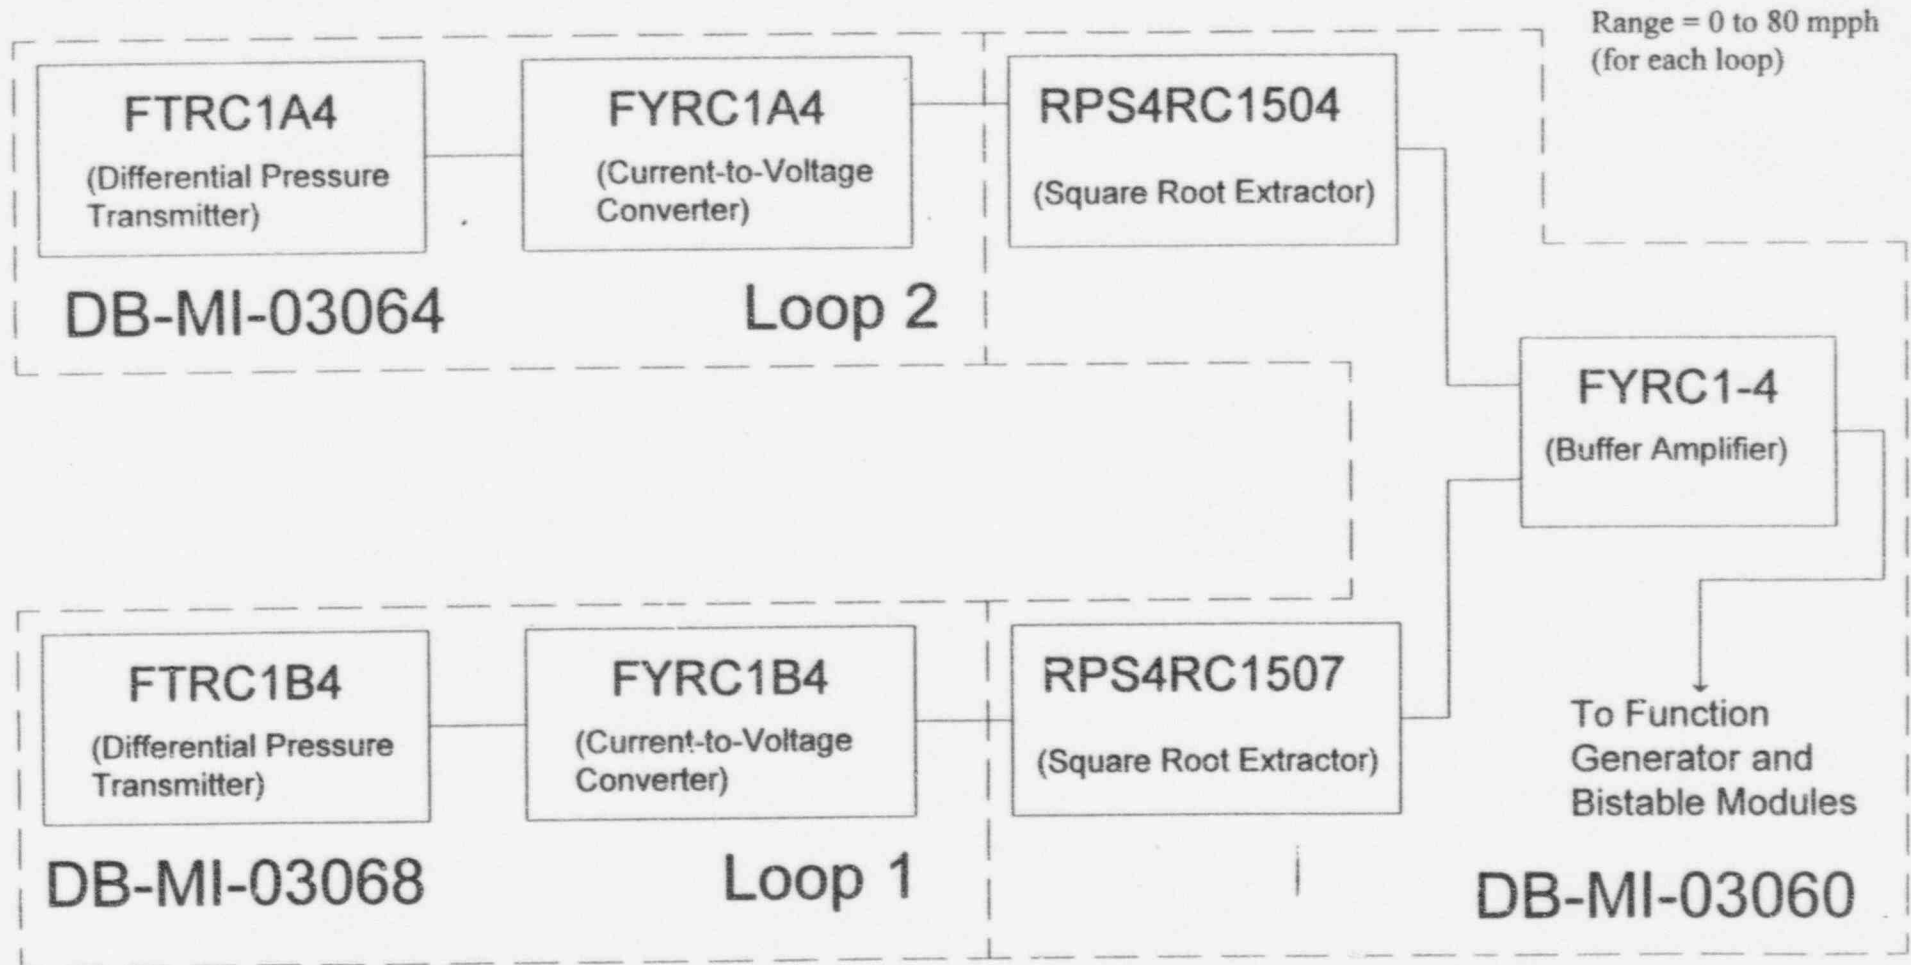 Range = 0 to 80 mpph
(for each loop)
FTRC1A4
(Differential Pressure
Transmitter)
FYRC1A4
(Current-to-Voltage
Converter)
RPS4RC1504
(Square Root Extractor)
DB-MI-03064
Loop 2
FYRC1-4
(Buffer Amplifier)
FTRC1B4
(Differential Pressure
Transmitter)
FYRC1B4
(Current-to-Voltage
Converter)
RPS4RC1507
(Square Root Extractor)
To Function
Generator and
Bistable Modules
DB-MI-03068
Loop 1
DB-MI-03060